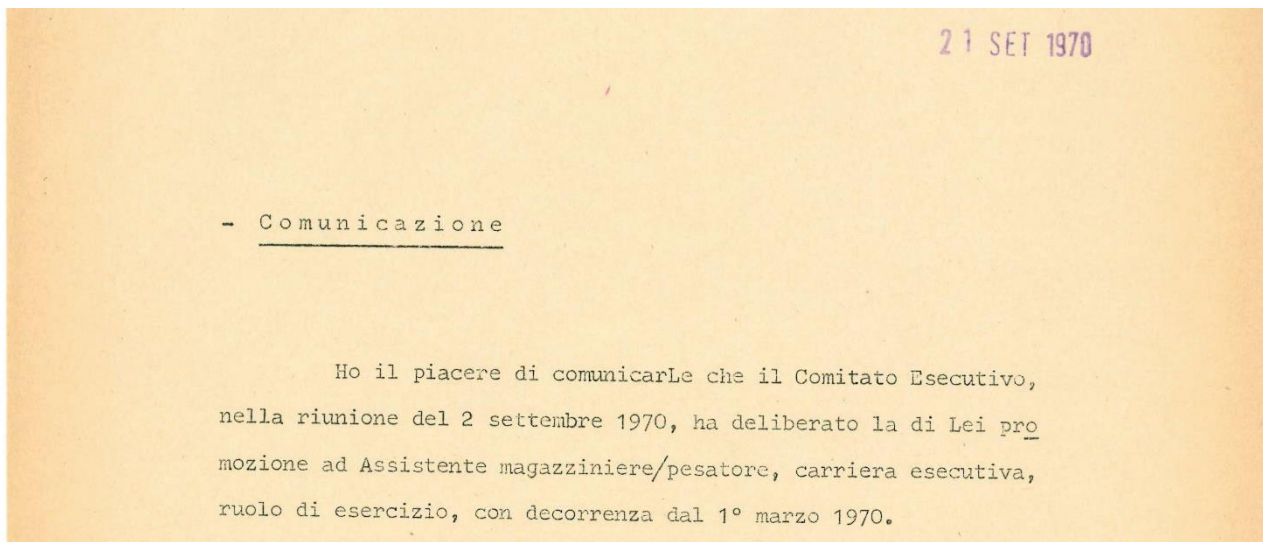 21 SET 1970
- Comunicazione
Ho il piacere di comunicarLe che il Comitato Esecutivo,
nella riunione del 2 settembre 1970, ha deliberato la di Lei pro
mozione ad Assistente magazziniere/pesatore, carriera esecutiva,
ruolo di esercizio, con decorrenza dal 1° marzo 1970.